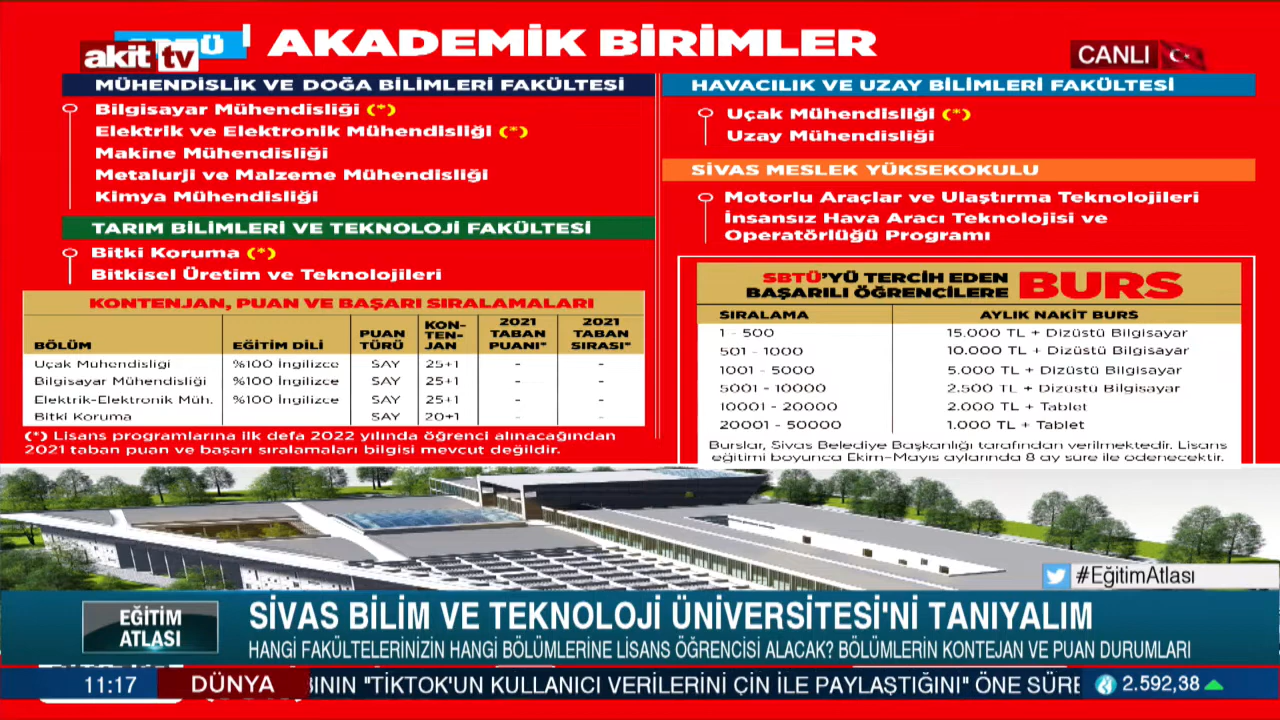 akit tv
AKADEMİK BİRİMLER
CANLI
MÜHENDİSLİK VE DOĞA BİLİMLERİ FAKÜLTESİ
Bilgisayar Mühendisliği (*)
Elektrik ve Elektronik Mühendisliği (*)
Makine Mühendisliği
Metalurji ve Malzeme Mühendisliği
Kimya Mühendisliği
TARIM BİLİMLERİ VE TEKNOLOJİ FAKÜLTESİ
Bitki Koruma (*)
Bitkisel Üretim ve Teknolojileri
HAVACILIK VE UZAY BİLİMLERİ FAKÜLTESİ
Uçak Mühendisliği (*)
Uzay Mühendisliği
SİVAS MESLEK YÜKSEKOKULU
Motorlu Araçlar ve Ulaştırma Teknolojileri
İnsansız Hava Aracı Teknolojisi ve
Operatörlüğü Programı
KONTENJAN, PUAN VE BAŞARI SIRALAMALARI
BÖLÜM EĞİTİM DİLİ PUAN TÜRÜ KON-TEN-JAN 2021 TABAN PUANI* 2021 TABAN SIRASI*
Uçak Muhendisligi %100 İngilizce SAY 25+1 - -
Bilgisayar Mühendisliği %100 İngilizce SAY 25+1 - -
Elektrik-Elektronik Müh. %100 İngilizce SAY 25+1 - -
Bitki Koruma SAY 20+1 - -
(*) Lisans programlarına ilk defa 2022 yılında öğrenci alınacağından
2021 taban puan ve başarı sıralamaları bilgisi mevcut değildir.
SBTÜ'YÜ TERCİH EDEN
BAŞARILI ÖĞRENCİLERE BURS
SIRALAMA AYLIK NAKİT BURS
1 - 500 15.000 TL + Dizüstü Bilgisayar
501 - 1000 10.000 TL + Dizüstü Bilgisayar
1001 - 5000 5.000 TL + Dizüstü Bilgisayar
5001 - 10000 2.500 TL + Dizüstü Bilgisayar
10001 - 20000 2.000 TL + Tablet
20001 - 50000 1.000 TL + Tablet
Burslar, Sivas Belediye Başkanlığı tarafından verilmektedir. Lisans
eğitimi boyunca Ekim-Mayıs aylarında 8 ay süre ile ödenecektir.
#EğitimAtlası
EĞİTİM
ATLASI
SİVAS BİLİM VE TEKNOLOJİ ÜNİVERSİTESİ'Nİ TANIYALIM
HANGİ FAKÜLTELERİNİZİN HANGİ BÖLÜMLERİNE LİSANS ÖĞRENCİSİ ALACAK? BÖLÜMLERİN KONTEJAN VE PUAN DURUMLARI
11:17 DÜNYA BININ "TİKTOK'UN KULLANICI VERİLERİNİ ÇİN İLE PAYLAŞTIĞINI" ÖNE SÜRE 2.592,38